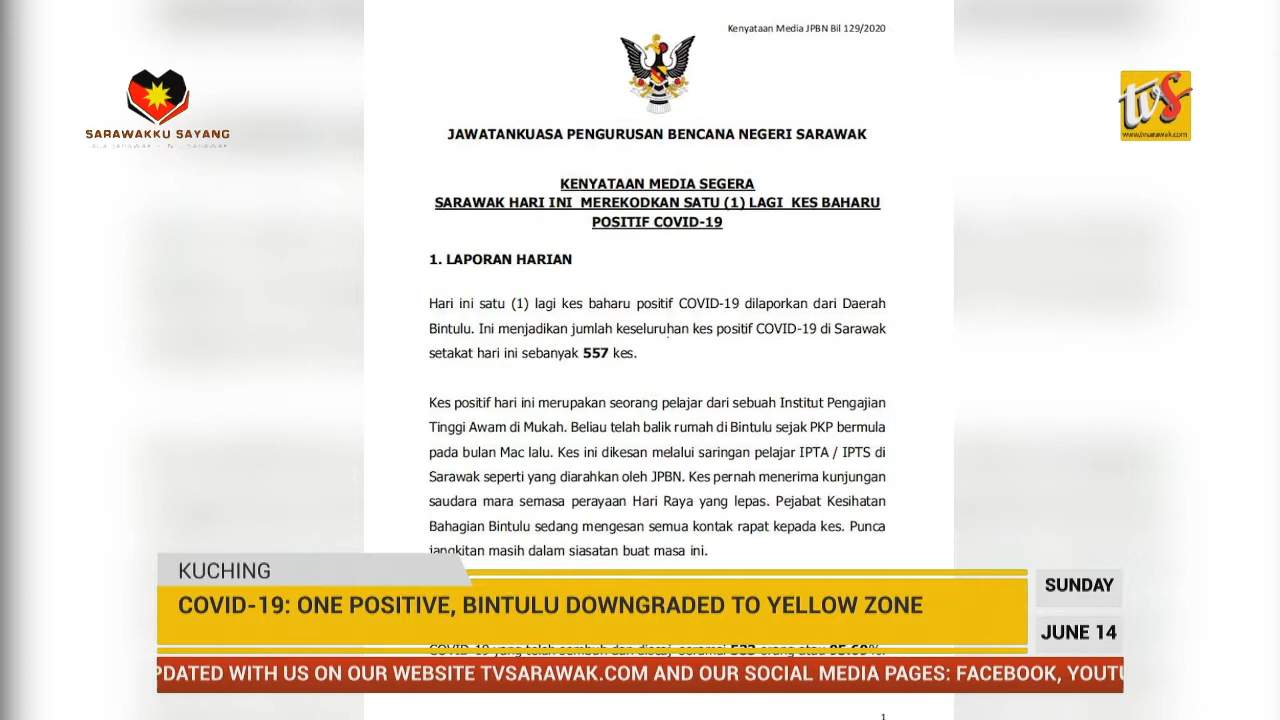 Kenyataan Media JPBN Bil 129/2020
SARAWAKKU SAYANG
tvS
www.tvsarawak.com
JAWATANKUASA PENGURUSAN BENCANA NEGERI SARAWAK
KENYATAAN MEDIA SEGERA
SARAWAK HARI INI MEREKODKAN SATU (1) LAGI KES BAHARU
POSITIF COVID-19
1. LAPORAN HARIAN
Hari ini satu (1) lagi kes baharu positif COVID-19 dilaporkan dari Daerah
Bintulu. Ini menjadikan jumlah keseluruhan kes positif COVID-19 di Sarawak
setakat hari ini sebanyak 557 kes.
Kes positif hari ini merupakan seorang pelajar dari sebuah Institut Pengajian
Tinggi Awam di Mukah. Beliau telah balik rumah di Bintulu sejak PKP bermula
pada bulan Mac lalu. Kes ini dikesan melalui saringan pelajar IPTA / IPTS di
Sarawak seperti yang diarahkan oleh JPBN. Kes pernah menerima kunjungan
saudara mara semasa perayaan Hari Raya yang lepas. Pejabat Kesihatan
Bahagian Bintulu sedang mengesan semua kontak rapat kepada kes. Punca
jangkitan masih dalam siasatan buat masa ini.
KUCHING
COVID-19: ONE POSITIVE, BINTULU DOWNGRADED TO YELLOW ZONE
SUNDAY
JUNE 14
PDATED WITH US ON OUR WEBSITE TVSARAWAK.COM AND OUR SOCIAL MEDIA PAGES: FACEBOOK, YOUTU
1